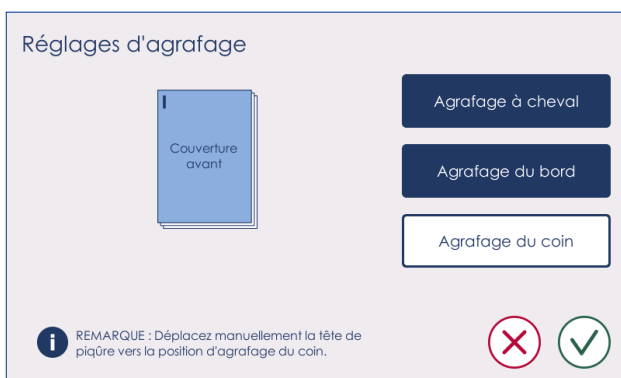 Réglages d'agrafage
Couverture
avant
Agrafage à cheval
Agrafage du bord
Agrafage du coin
i
REMARQUE : Déplacez manuellement la tête de
piqûre vers la position d'agrafage du coin.